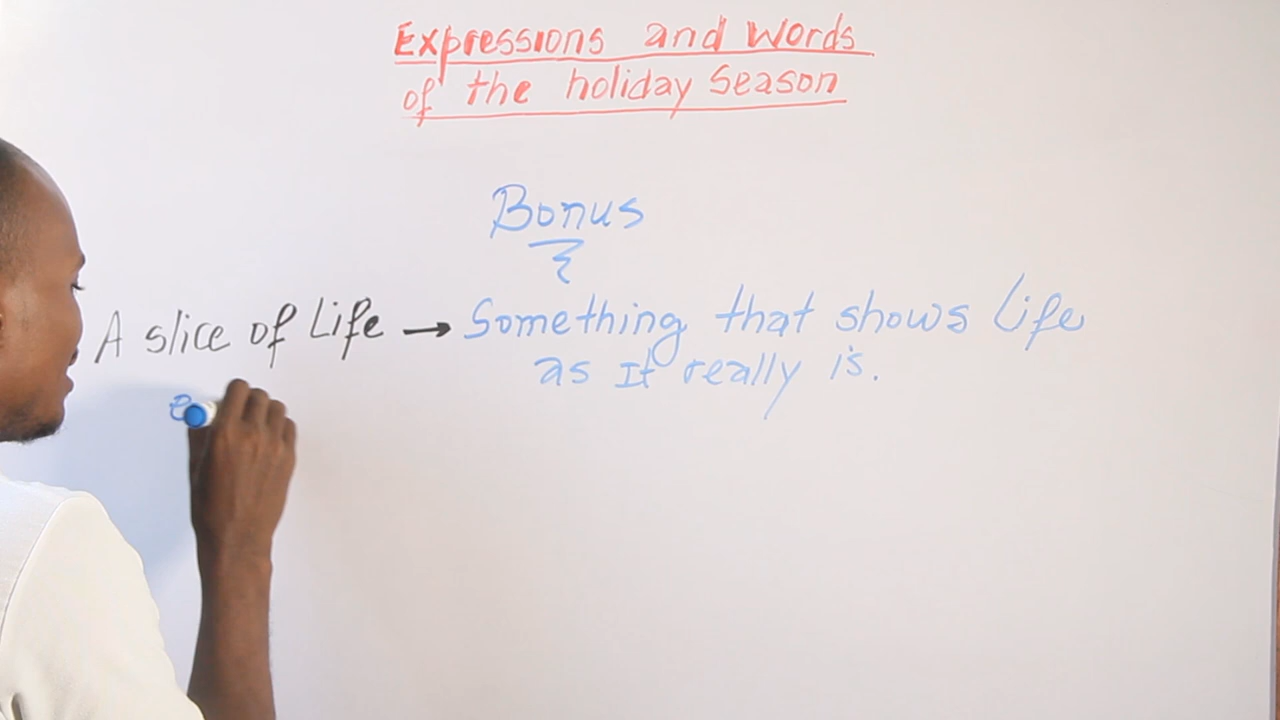 Expressions and words
of the holiday Season
Bonus
A slice of Life → Something that shows Life
as It really is.
e